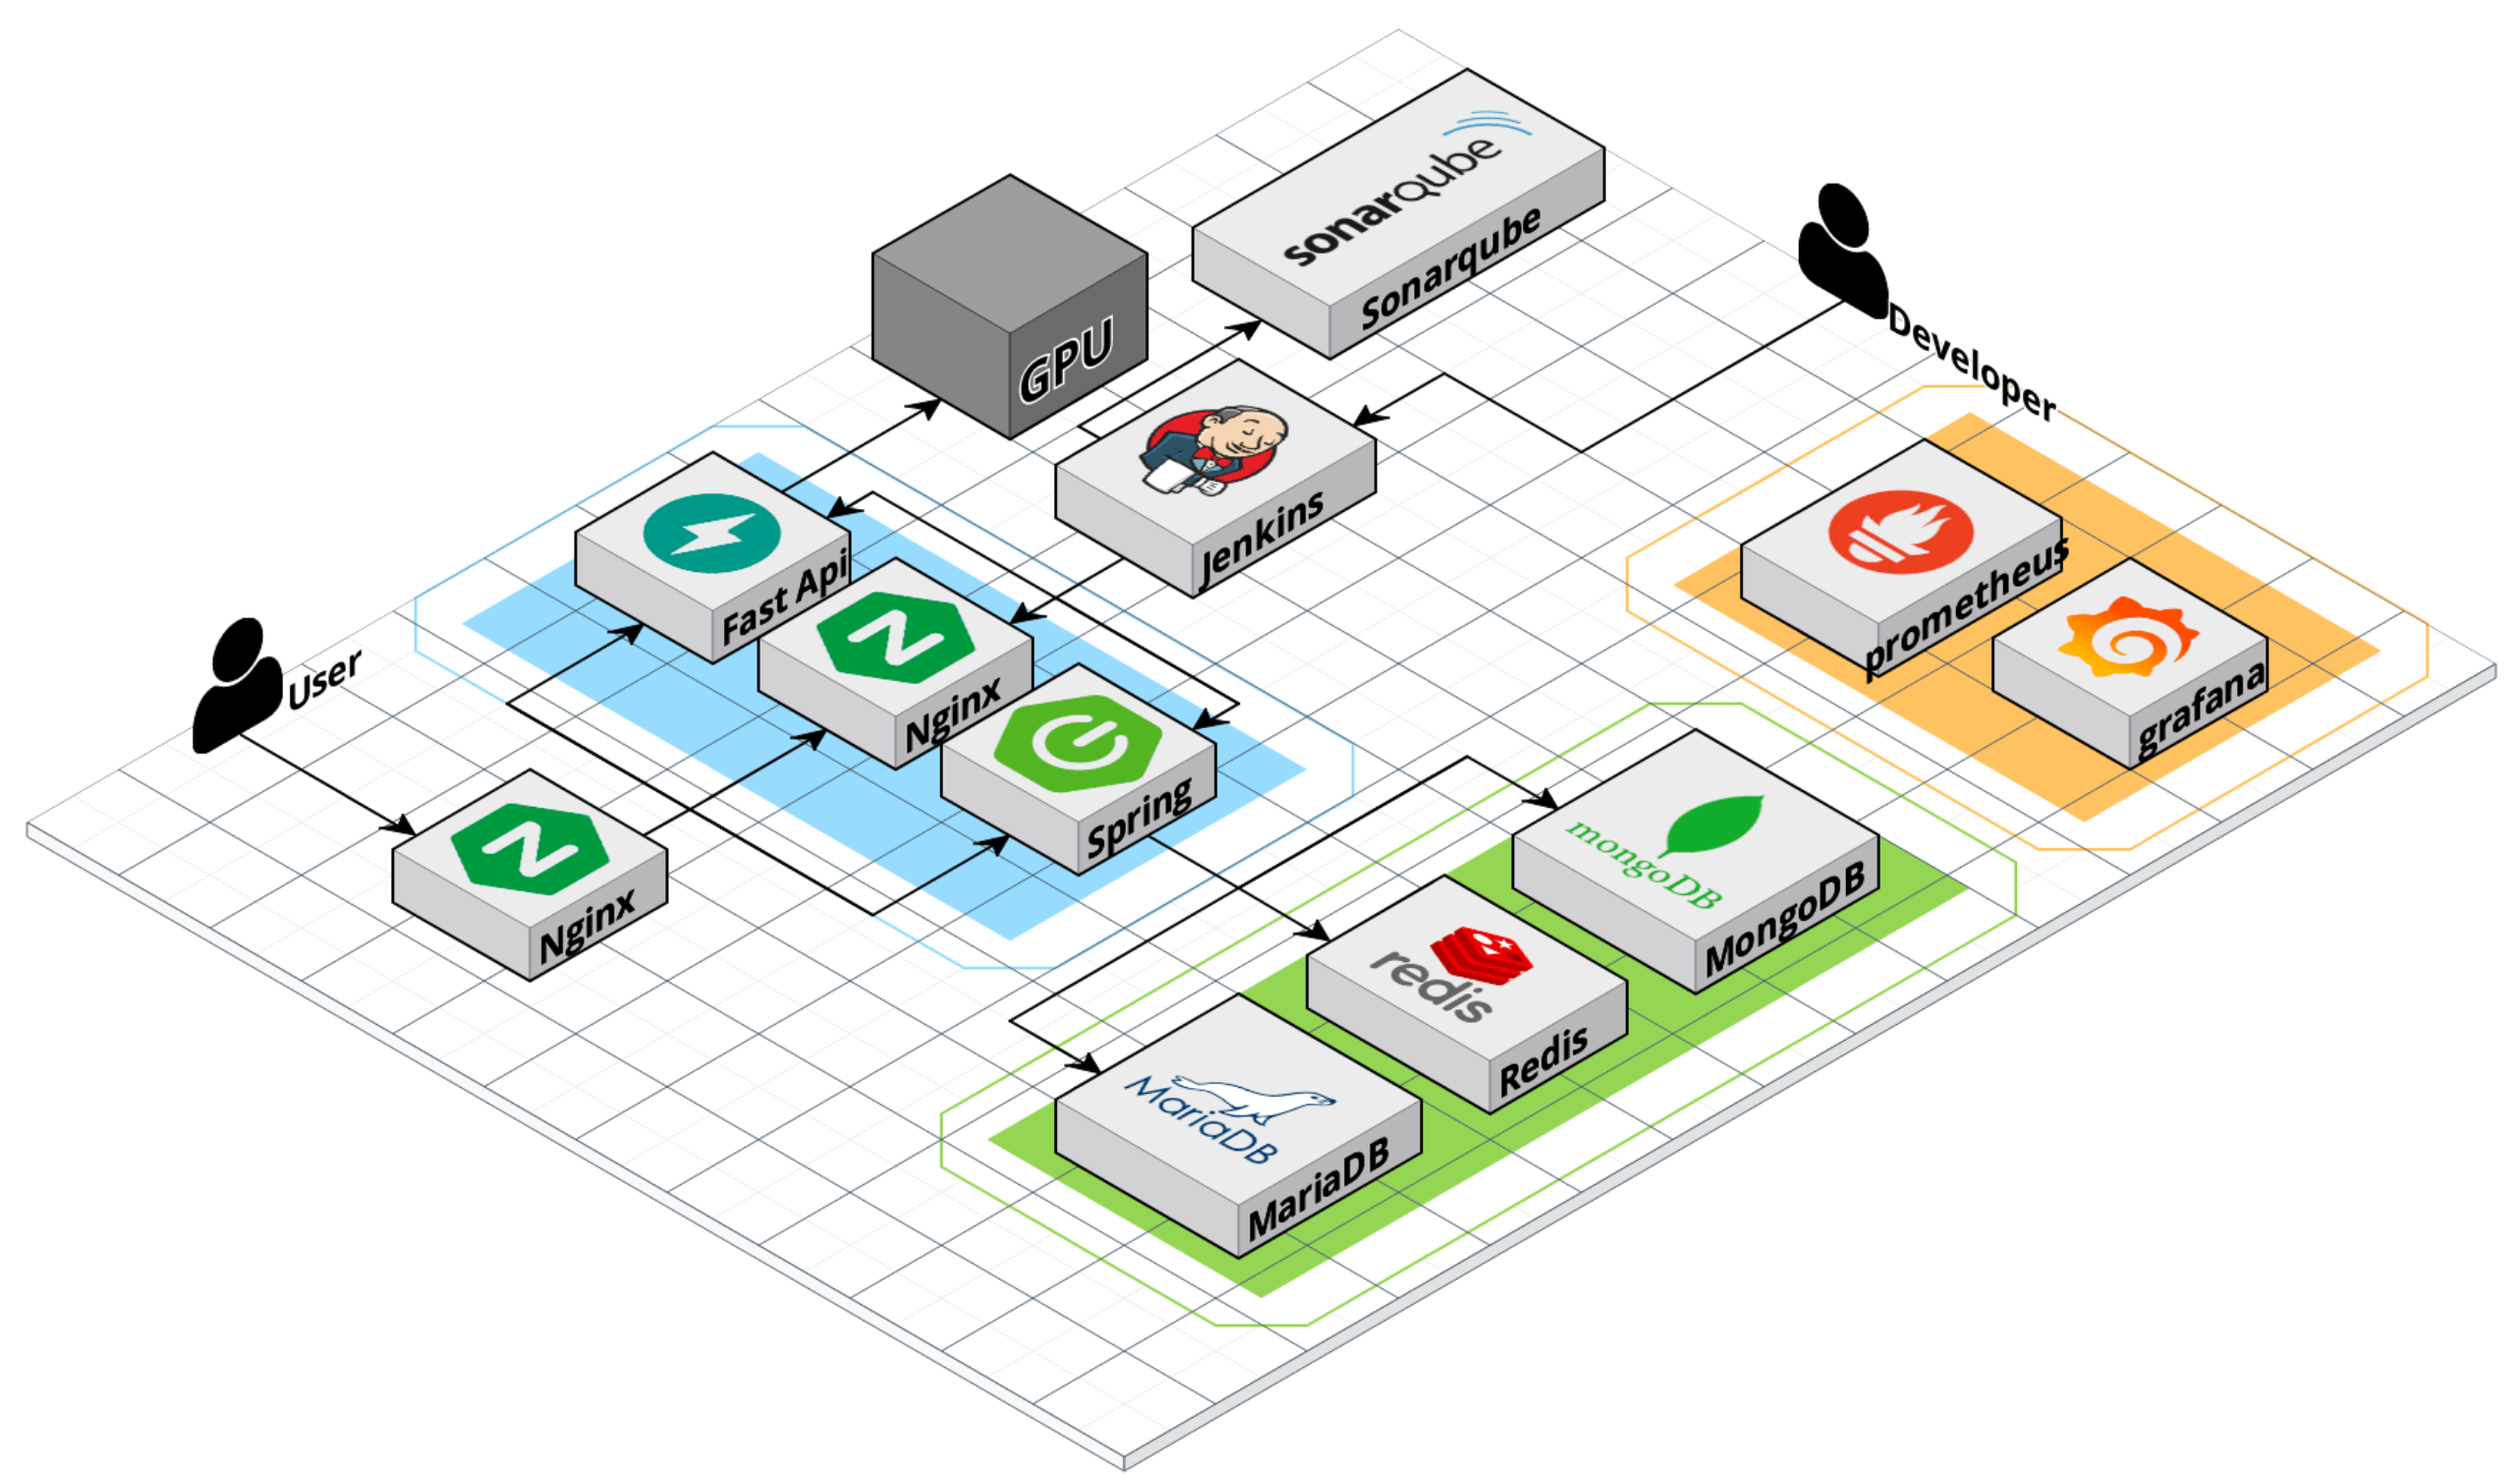 sonarqube
Sonarqube
GPU
Developer
Jenkins
Fast Api
prometheus
grafana
User
Nginx
Nginx
Spring
mongoDB
MongoDB
redis
Redis
MariaDB
MariaDB